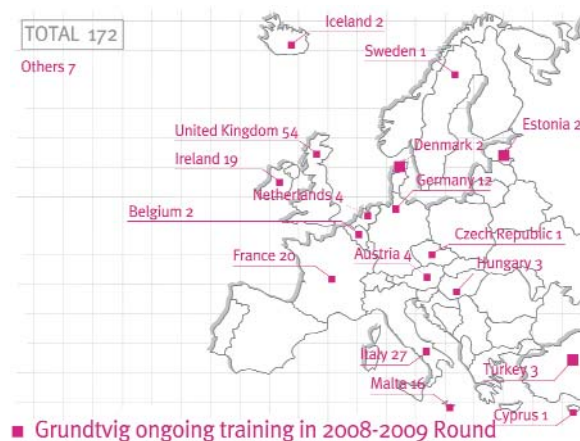 TOTAL 172
Iceland 2
Sweden 1
Others 7
Estonia 2
United Kingdom 54
Denmark 2
Ireland 19
Germany 12
Netherlands 4
Belgium 2
Czech Republic 1
France 20
Austria 4
Hungary 3
Italy 27
Turkey 3
Malta 16
Cyprus 1
Grundtvig ongoing training in 2008-2009 Round